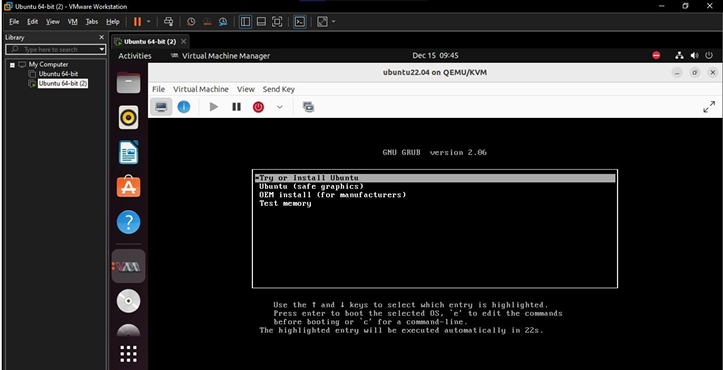 Ubuntu 64-bit (2) - VMware Workstation
File Edit View VM Tabs Help
Library
Type here to search
My Computer
Ubuntu 64-bit
Ubuntu 64-bit (2)
Ubuntu 64-bit (2)
Activities Virtual Machine Manager Dec 15 09:45
ubuntu22.04 on QEMU/KVM
File Virtual Machine View Send Key
GNU GRUB version 2.06
*Try or Install Ubuntu
Ubuntu (safe graphics)
OEM install (for manufacturers)
Test memory
Use the ↑ and ↓ keys to select which entry is highlighted.
Press enter to boot the selected OS, `e' to edit the commands
before booting or `c' for a command-line.
The highlighted entry will be executed automatically in 22s.